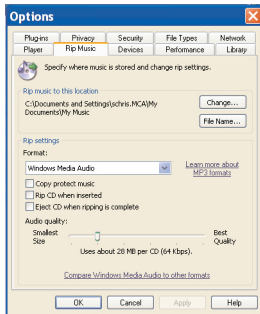 Options
Plug-ins Privacy Security File Types Network
Player Rip Music Devices Performance Library
Specify where music is stored and change rip settings.
Rip music to this location
C:\Documents and Settings\schris.MCA\My
Documents\My Music
Change...
File Name...
Rip settings
Format:
Windows Media Audio
Learn more about
MP3 formats
Copy protect music
Rip CD when inserted
Eject CD when ripping is complete
Audio quality:
Smallest
Size
Best
Quality
Uses about 28 MB per CD (64 Kbps).
Compare Windows Media Audio to other formats
OK Cancel Apply Help